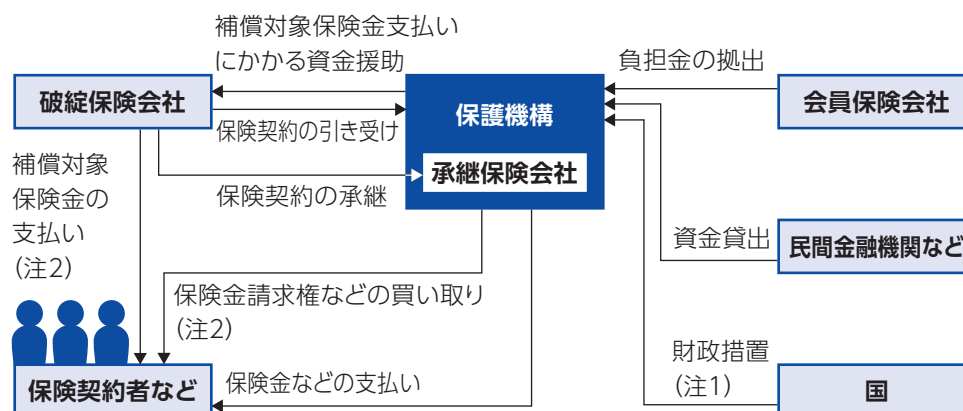 補償対象保険金支払い
にかかる資金援助
負担金の拠出
破綻保険会社
保護機構
会員保険会社
保険契約の引き受け
承継保険会社
補償対象
保険金の
支払い
(注2)
保険契約の承継
資金貸出
民間金融機関など
保険金請求権などの買い取り
(注2)
財政措置
(注1)
保険契約者など
保険金などの支払い
国